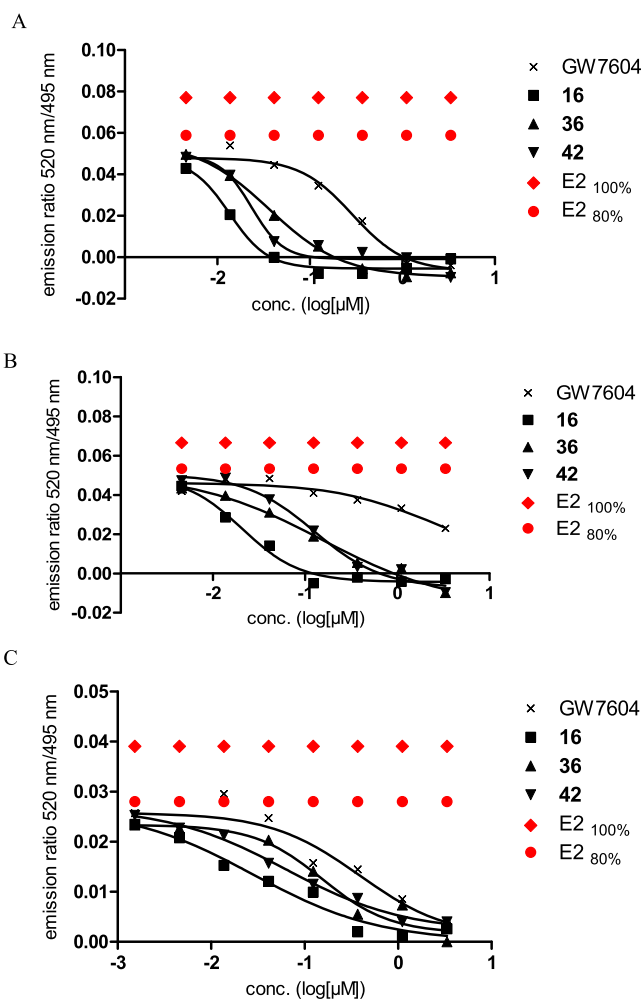 A
emission ratio 520 nm/495 nm
0.10
0.08
0.06
0.04
0.02
0.00
-0.02
-2
-1
0
1
conc. (log[µM])
GW7604
16
36
42
E2 100%
E2 80%
B
emission ratio 520 nm/495 nm
0.10
0.08
0.06
0.04
0.02
0.00
-0.02
-2
-1
0
1
conc. (log[µM])
GW7604
16
36
42
E2 100%
E2 80%
C
emission ratio 520 nm/495 nm
0.05
0.04
0.03
0.02
0.01
0.00
-3
-2
-1
0
1
conc. (log[µM])
GW7604
16
36
42
E2 100%
E2 80%